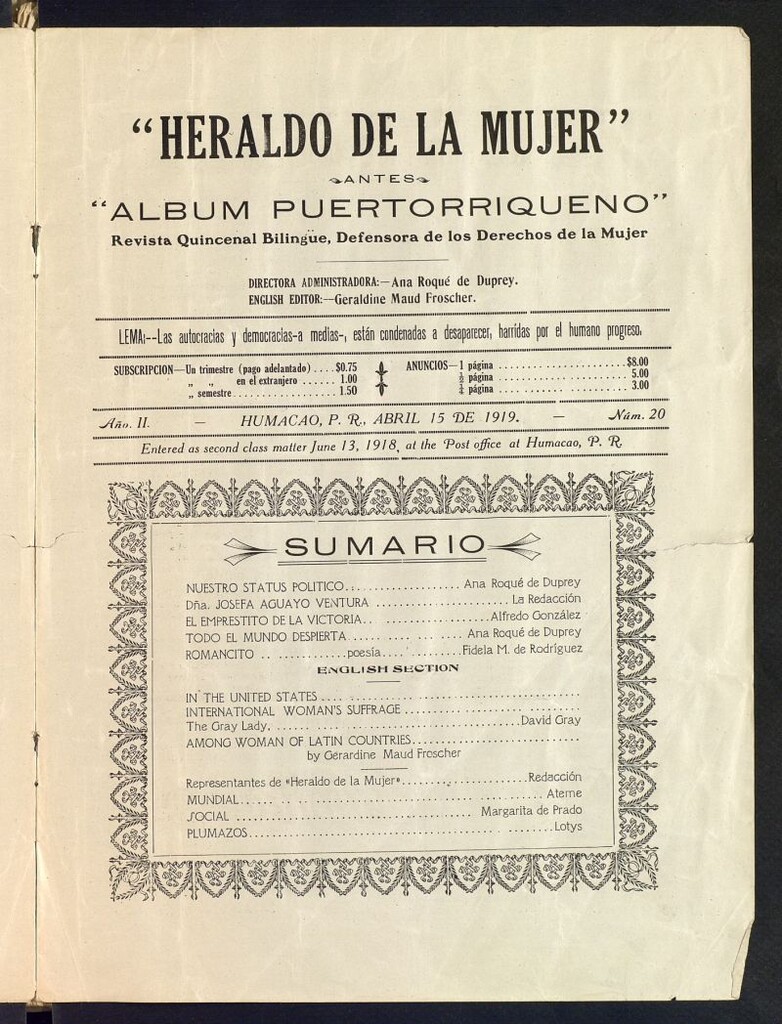 “HERALDO DE LA MUJER”
ANTES
“ALBUM PUERTORRIQUENO”
Revista Quincenal Bilingüe, Defensora de los Derechos de la Mujer
DIRECTORA ADMINISTRADORA:—Ana Roqué de Duprey.
ENGLISH EDITOR:—Geraldine Maud Froscher.
LEMA:--Las autocracias y democracias-a medias-, están condenadas a desaparecer, barridas por el humano progreso.
SUBSCRIPCION—Un trimestre (pago adelantado) .... $0.75
„ „ en el extranjero ...... 1.00
„ semestre .................. 1.50
ANUNCIOS—1 página ........................ $8.00
½ página ........................ 5.00
¼ página ........................ 3.00
Año. II. — HUMACAO, P. R., ABRIL 15 DE 1919. — Núm. 20
Entered as second class matter June 13, 1918, at the Post office at Humacao, P. R.
SUMARIO
NUESTRO STATUS POLITICO.................... Ana Roqué de Duprey
Dña. JOSEFA AGUAYO VENTURA .................... La Redacción
EL EMPRESTITO DE LA VICTORIA.. .................... Alfredo González
TODO EL MUNDO DESPIERTA.................... Ana Roqué de Duprey
ROMANCITO .. ............poesía.... ............Fidela M. de Rodríguez
ENGLISH SECTION
IN THE UNITED STATES ....................
INTERNATIONAL WOMAN'S SUFFRAGE ....................
The Gray Lady, ....................David Gray
AMONG WOMAN OF LATIN COUNTRIES....................
by Gerardine Maud Froscher
Representantes de «Heraldo de la Mujer»....................Redacción
MUNDIAL.................... Ateme
SOCIAL .................... Margarita de Prado
PLUMAZOS....................Lotys